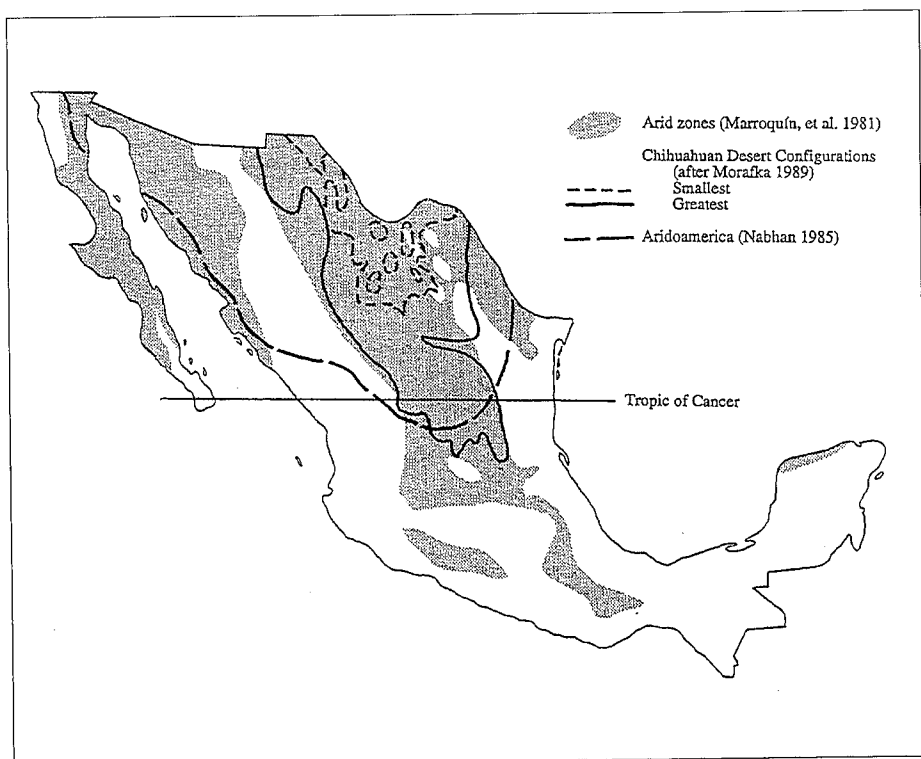 Arid zones (Marroquín, et al. 1981)
Chihuahuan Desert Configurations
(after Morafka 1989)
Smallest
Greatest
Aridoamerica (Nabhan 1985)
Tropic of Cancer